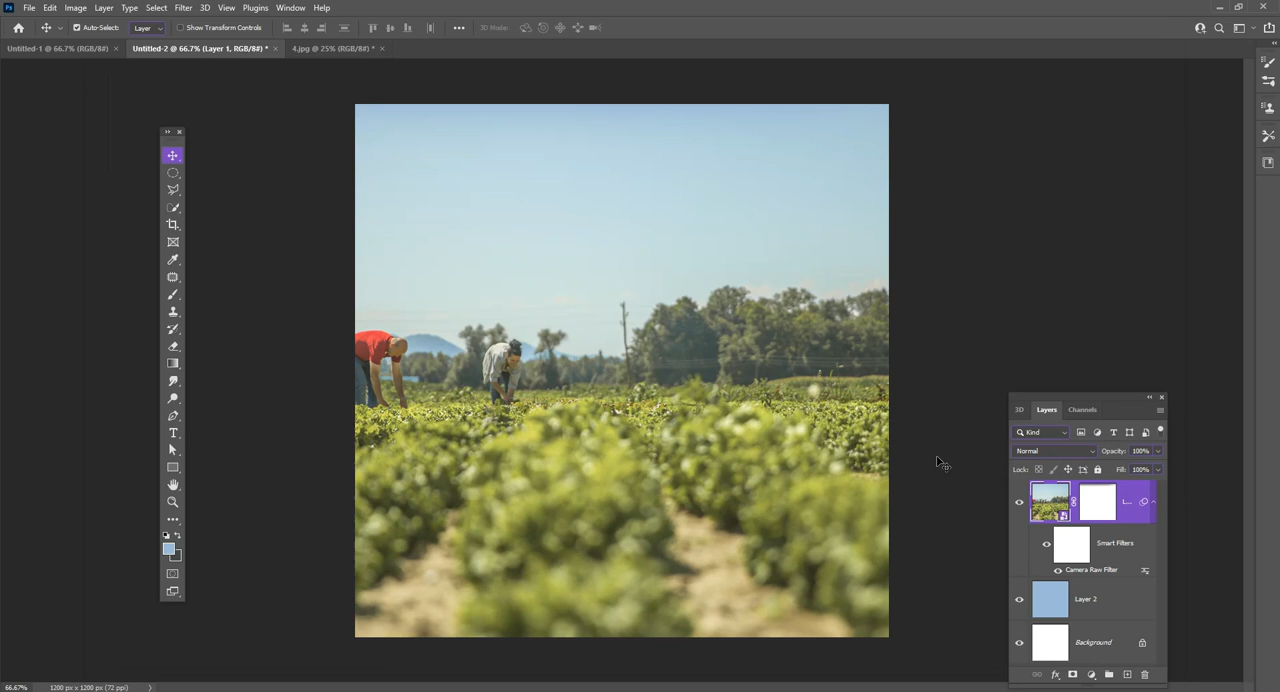 Ps File Edit Image Layer Type Select Filter 3D View Plugins Window Help
Auto-Select: Layer Show Transform Controls 3D Mode:
Untitled-1 @ 66.7% (RGB/8#) × Untitled-2 @ 66.7% (Layer 1, RGB/8#) * × 4.jpg @ 25% (RGB/8#) * ×
3D Layers Channels
Kind
Normal Opacity: 100%
Lock: Fill: 100%
L...
Smart Filters
Camera Raw Filter
Layer 2
Background
66.67% 1200 px x 1200 px (72 ppi)